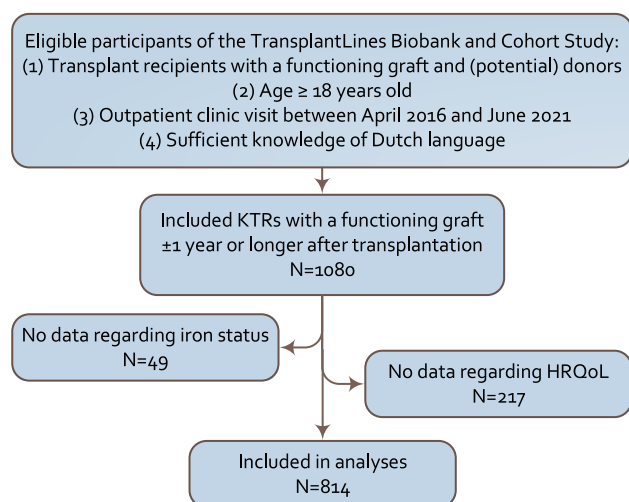 Eligible participants of the TransplantLines Biobank and Cohort Study:
(1) Transplant recipients with a functioning graft and (potential) donors
(2) Age ≥ 18 years old
(3) Outpatient clinic visit between April 2016 and June 2021
(4) Sufficient knowledge of Dutch language
Included KTRs with a functioning graft
±1 year or longer after transplantation
N=1080
No data regarding iron status
N=49
No data regarding HRQoL
N=217
Included in analyses
N=814